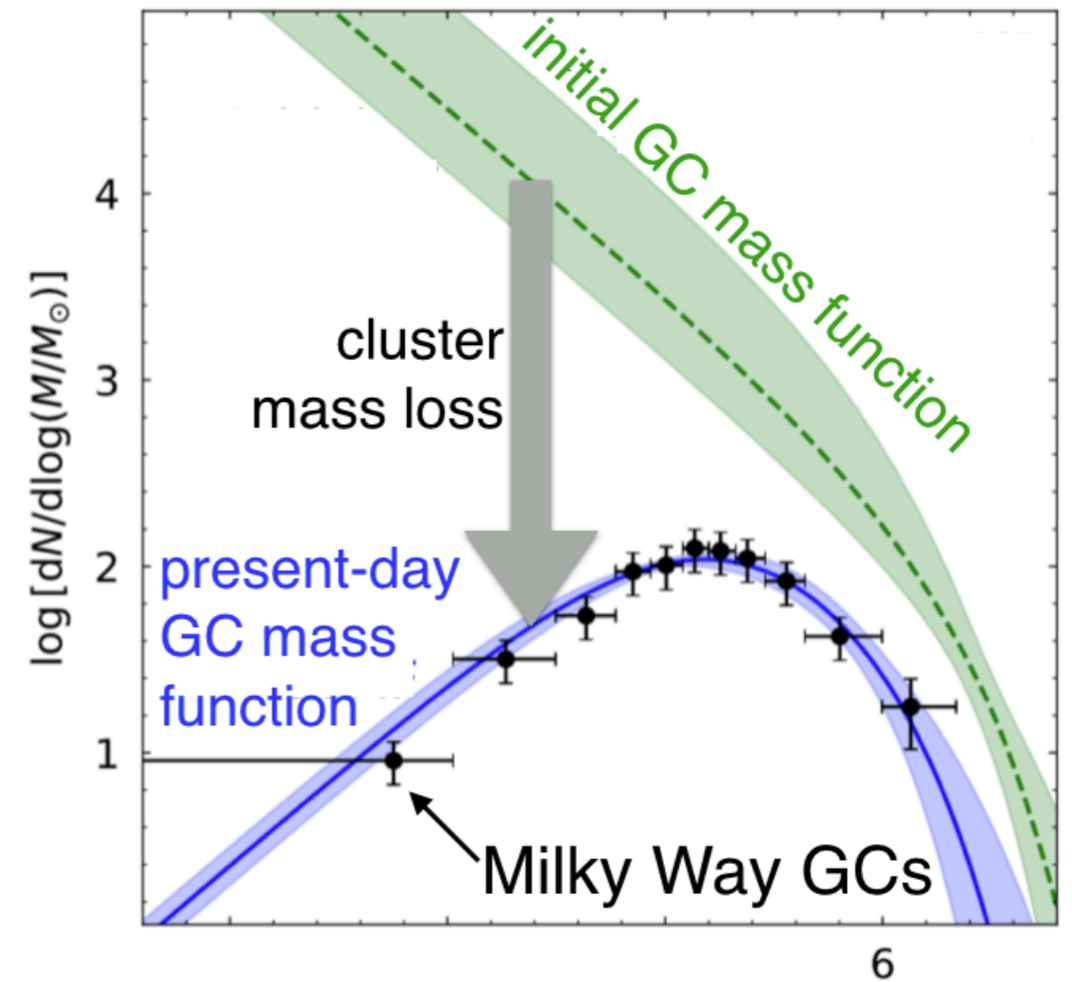 initial GC mass function
4
cluster
mass loss
3
log [dN/dlog(M/M☉)]
present-day
GC mass
function
2
1
Milky Way GCs
6